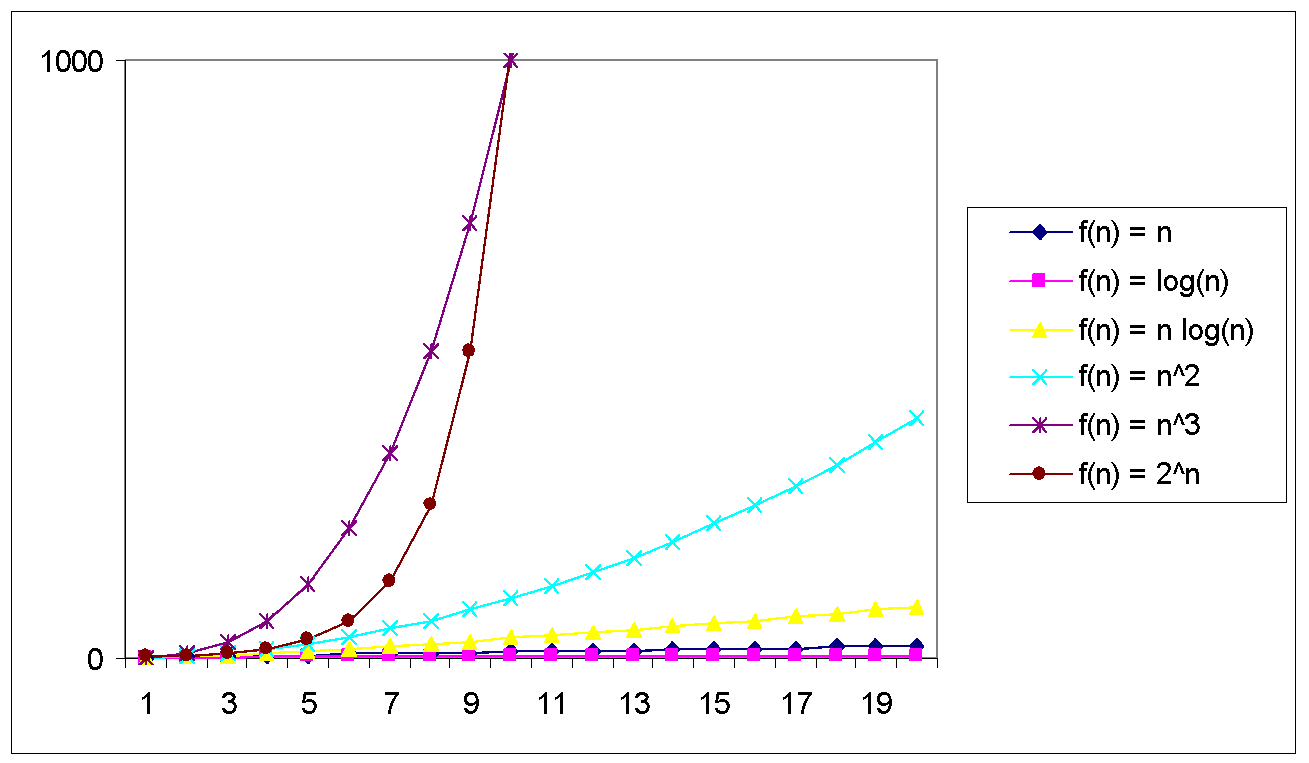 1000
0
1 3 5 7 9 11 13 15 17 19
f(n) = n
f(n) = log(n)
f(n) = n log(n)
f(n) = n^2
f(n) = n^3
f(n) = 2^n